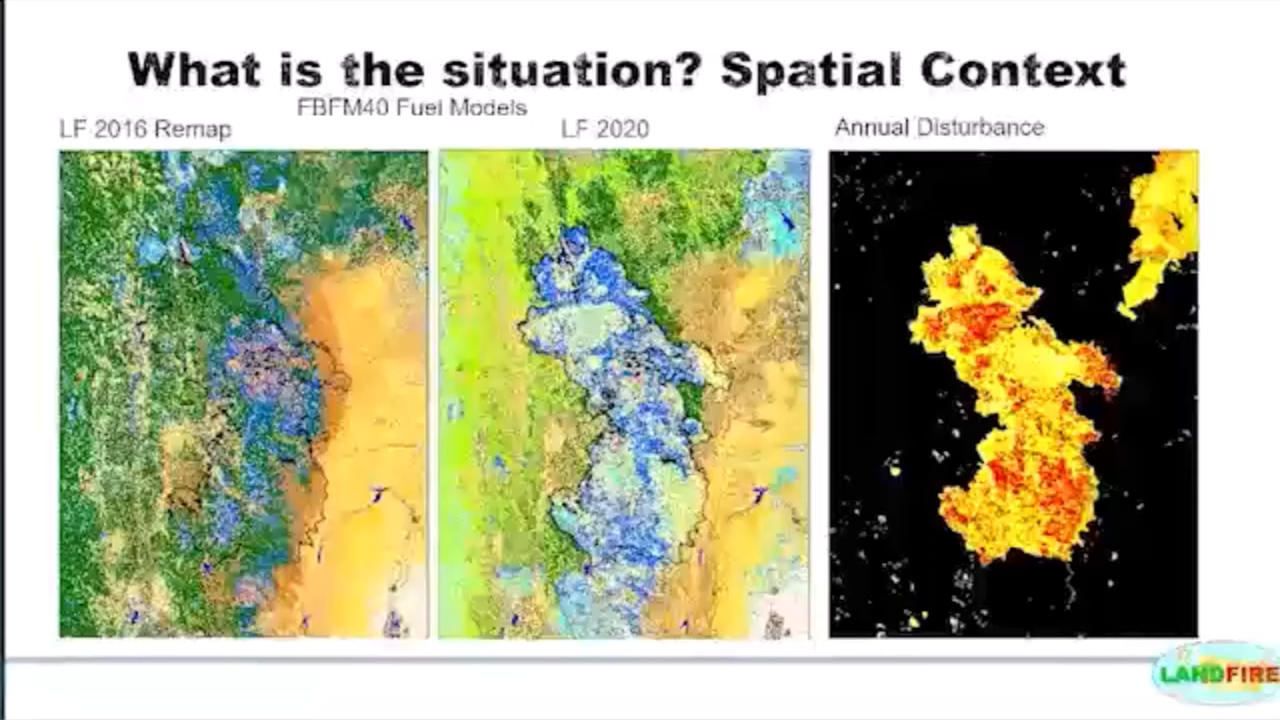 What is the situation? Spatial Context
FBFM40 Fuel Models
LF 2016 Remap
LF 2020
Annual Disturbance
LANDFIRE